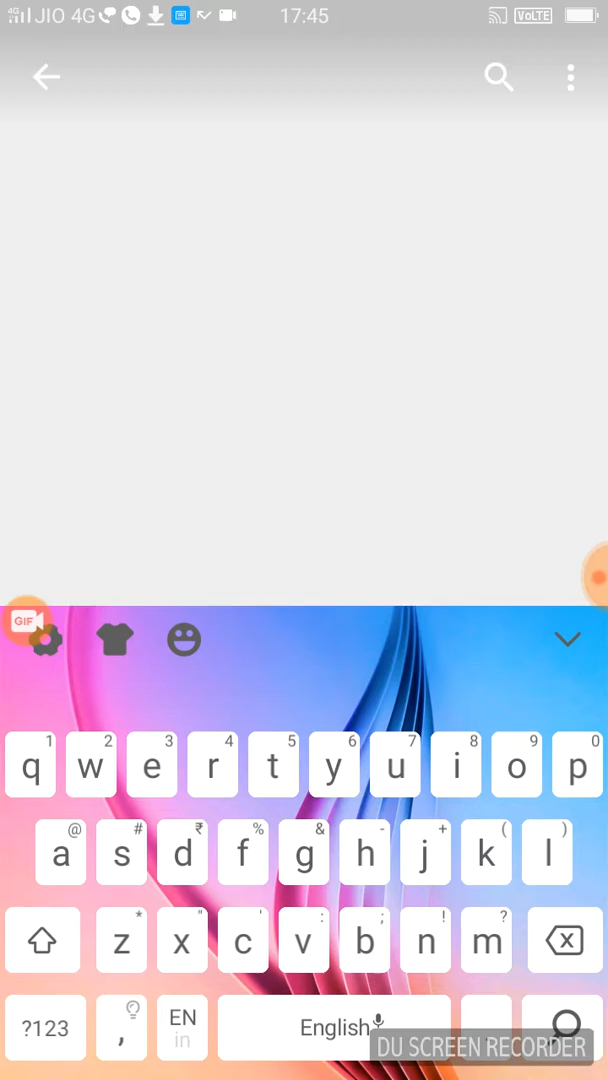 4G JIO 4G 17:45 VoLTE
GIF
1 2 3 4 5 6 7 8 9 0
q w e r t y u i o p
@ # ₹ % & - + ( )
a s d f g h j k l
* " ' : ; ! ?
z x c v b n m
?123 , EN in English .
DU SCREEN RECORDER